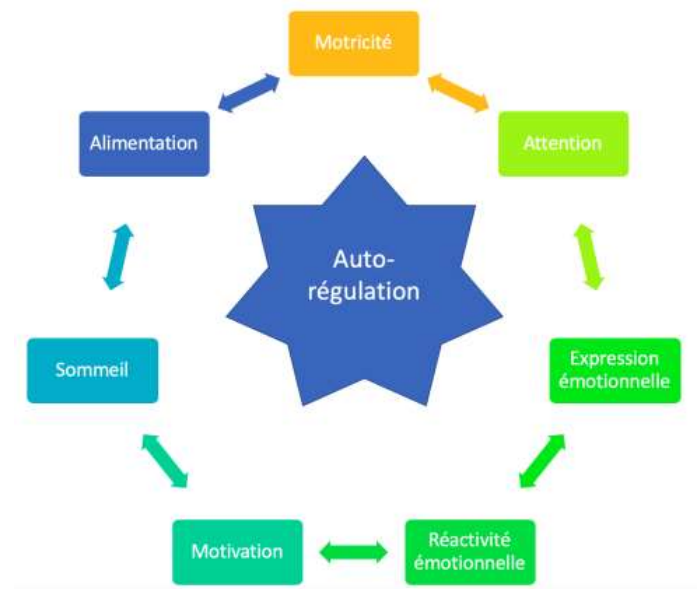 Motricité
Alimentation
Attention
Auto-
régulation
Sommeil
Expression
émotionnelle
Motivation
Réactivité
émotionnelle